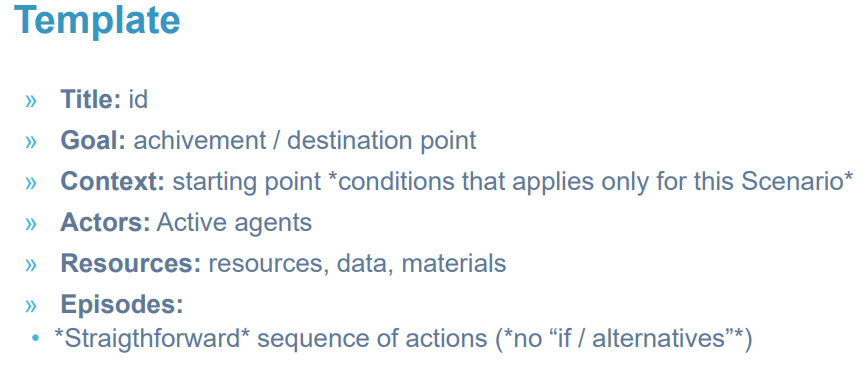 Template
» Title: id
» Goal: achivement / destination point
» Context: starting point *conditions that applies only for this Scenario*
» Actors: Active agents
» Resources: resources, data, materials
» Episodes:
• *Straigthforward* sequence of actions (*no “if / alternatives”*)